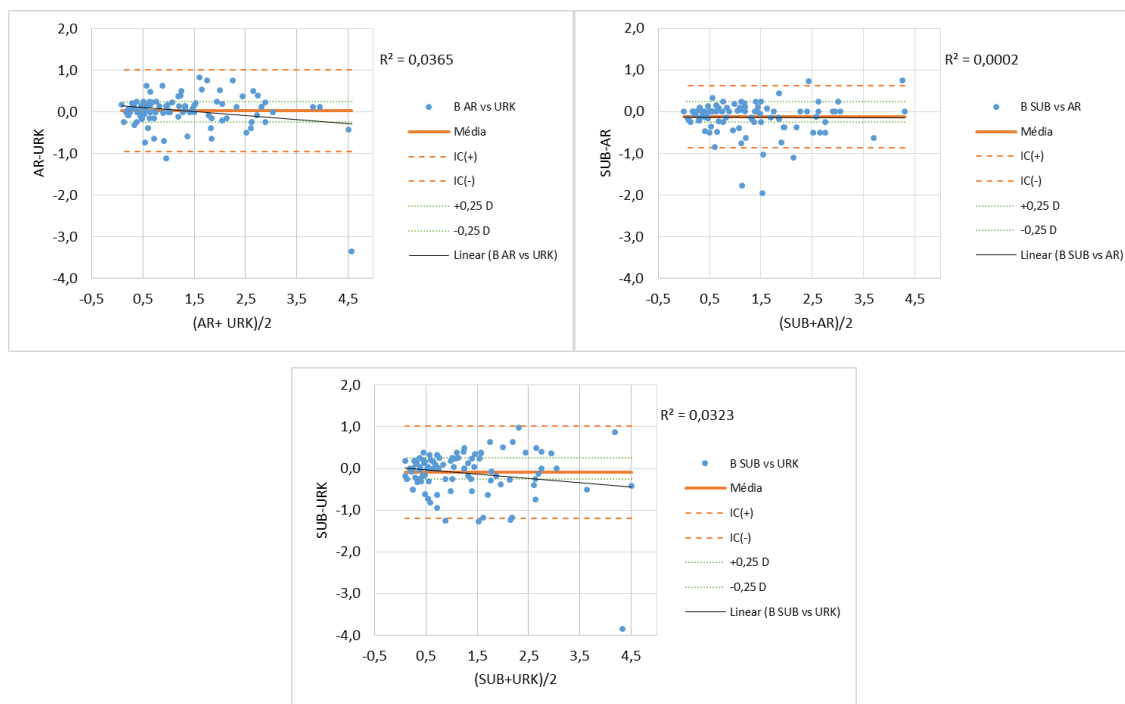 2,0
1,0
0,0
-1,0
-2,0
-3,0
-4,0
-0,5
0,5
1,5
2,5
3,5
4,5
AR-URK
(AR+ URK)/2
R² = 0,0365
B AR vs URK
Média
IC(+)
IC(-)
+0,25 D
-0,25 D
Linear (B AR vs URK)
2,0
1,0
0,0
-1,0
-2,0
-3,0
-4,0
-0,5
0,5
1,5
2,5
3,5
4,5
SUB-AR
(SUB+AR)/2
R² = 0,0002
B SUB vs AR
Média
IC(+)
IC(-)
+0,25 D
-0,25 D
Linear (B SUB vs AR)
2,0
1,0
0,0
-1,0
-2,0
-3,0
-4,0
-0,5
0,5
1,5
2,5
3,5
4,5
SUB-URK
(SUB+URK)/2
R² = 0,0323
B SUB vs URK
Média
IC(+)
IC(-)
+0,25 D
-0,25 D
Linear (B SUB vs URK)